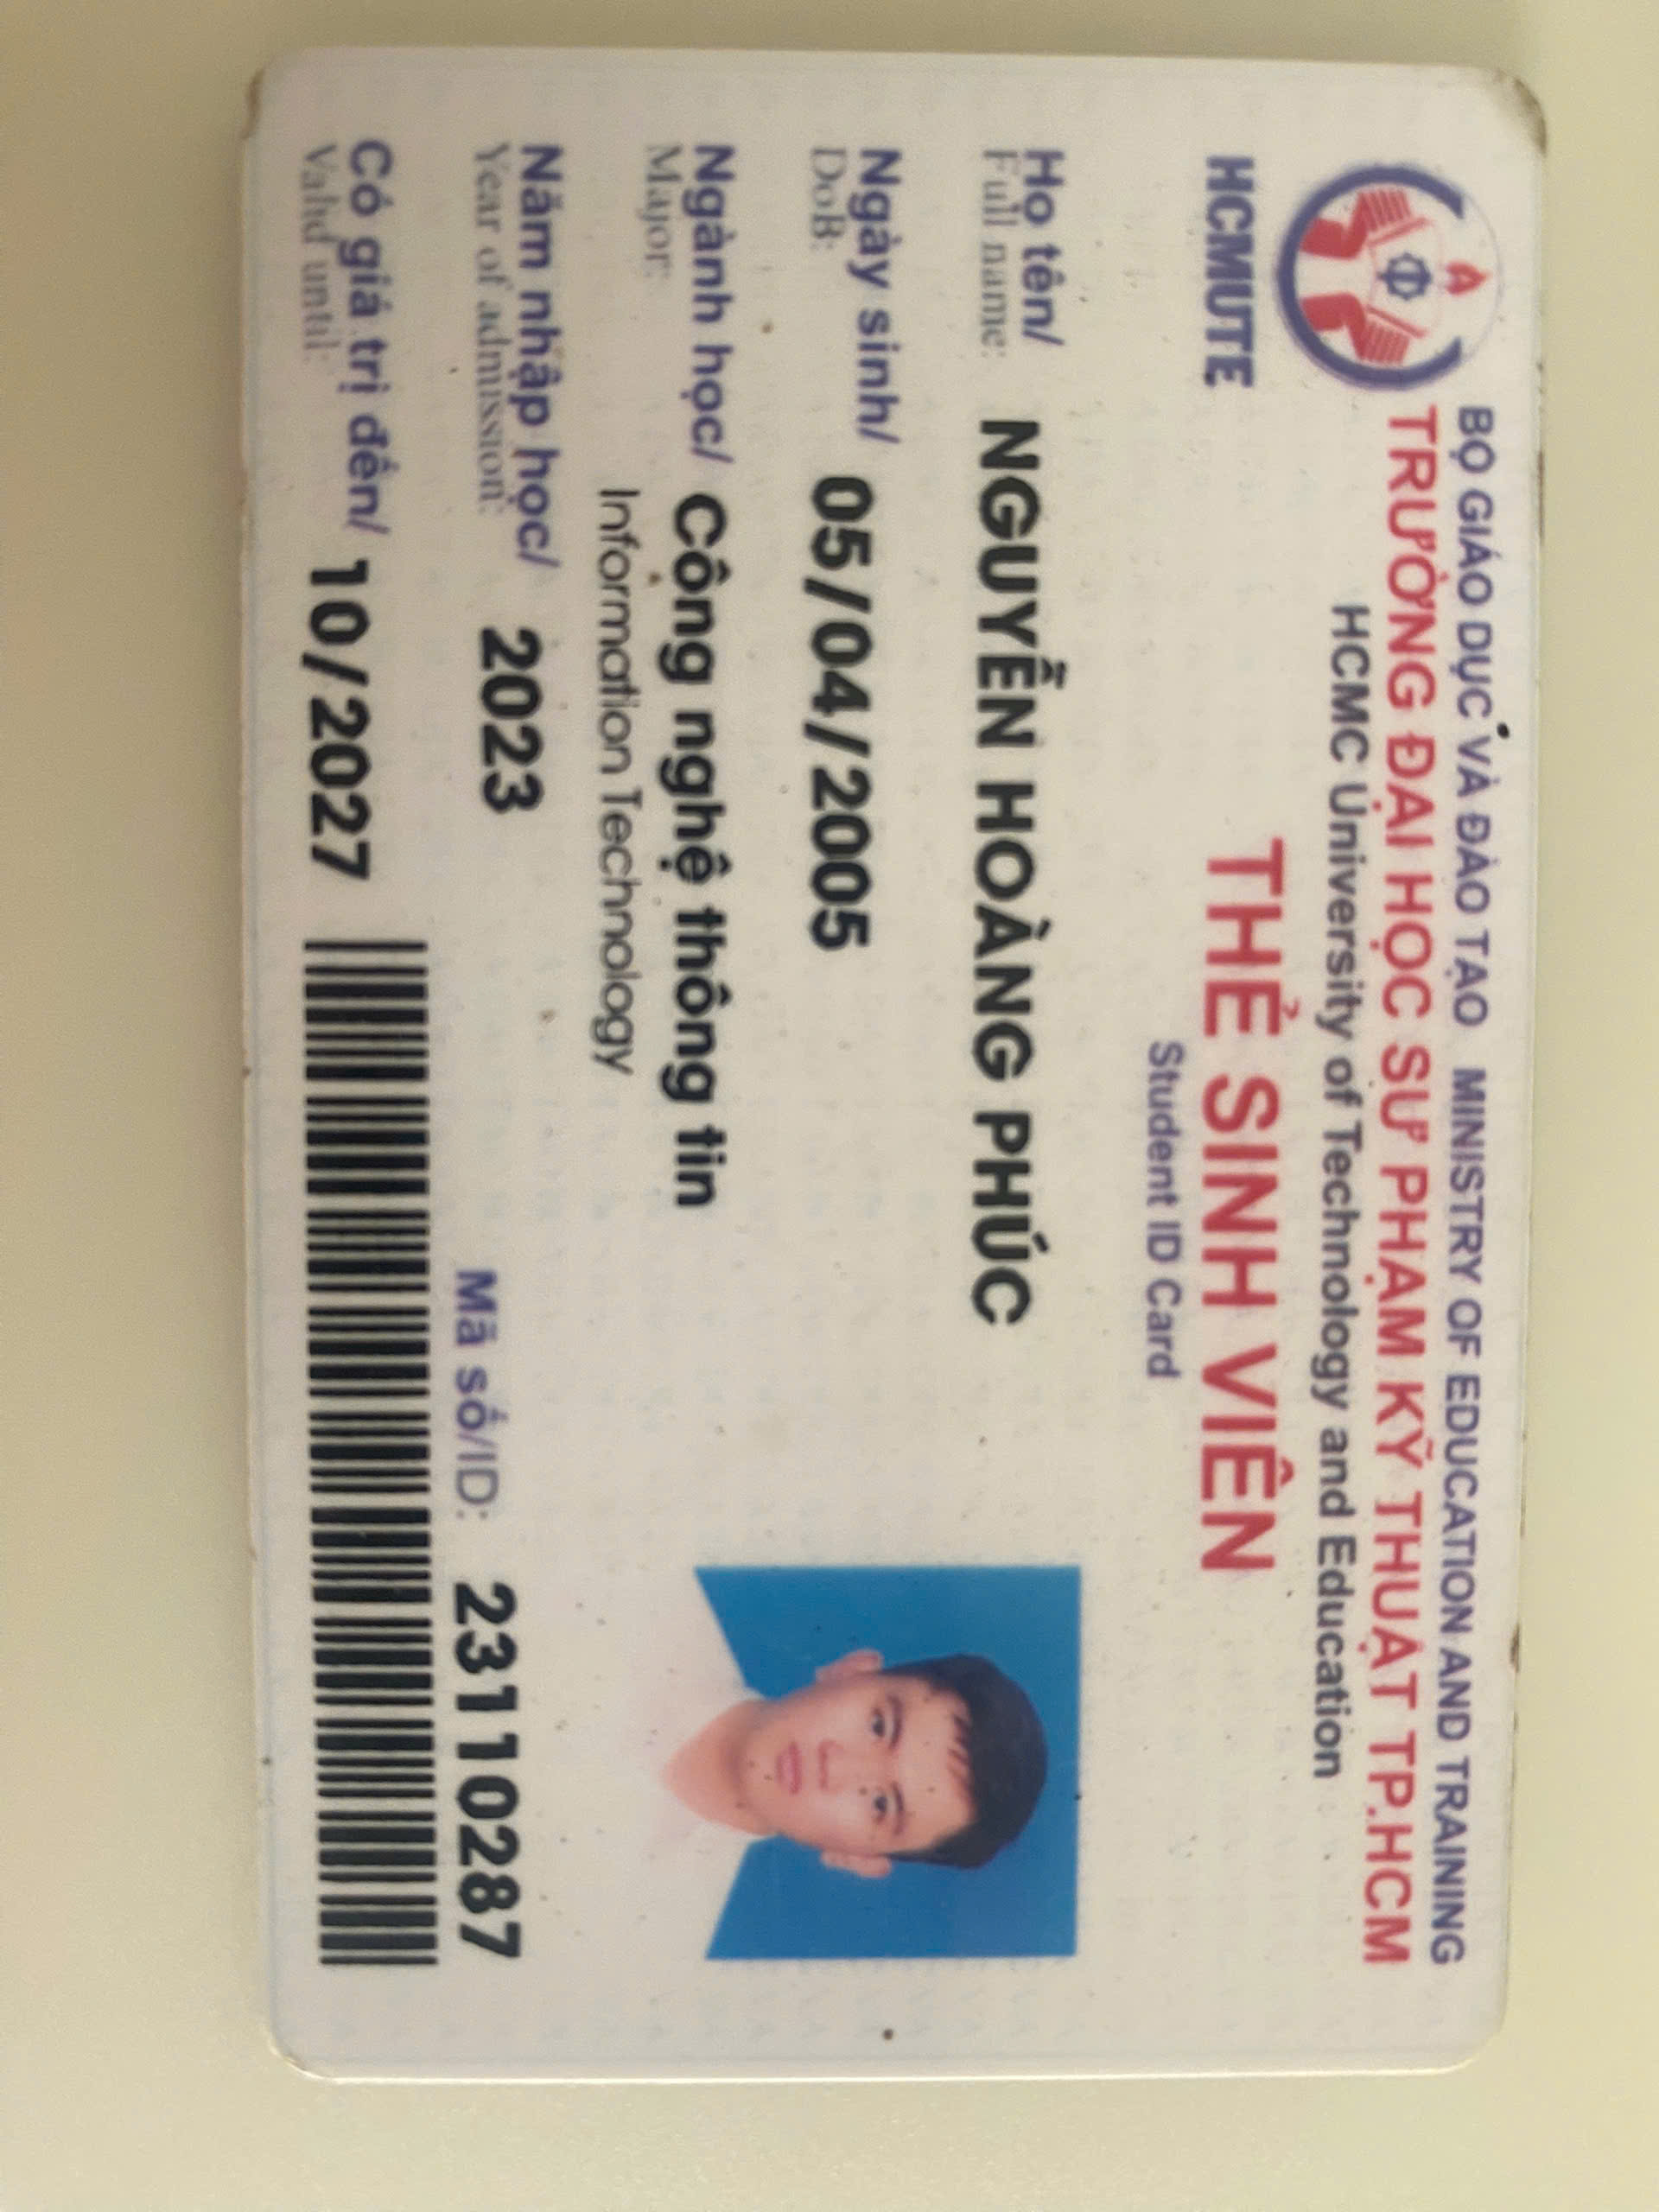 BỘ GIÁO DỤC VÀ ĐÀO TẠO MINISTRY OF EDUCATION AND TRAINING
TRƯỜNG ĐẠI HỌC SƯ PHẠM KỸ THUẬT TP.HCM
HCMC University of Technology and Education
HCMUTE
THẺ SINH VIÊN
Student ID Card
Họ tên/ NGUYỄN HOÀNG PHÚC
Full name:
Ngày sinh/ 05/04/2005
DoB:
Ngành học/ Công nghệ thông tin
Major: Information Technology
Năm nhập học/ 2023
Year of admission:
Mã số/ID: 23110287
Có giá trị đến/ 10/2027
Valid until: